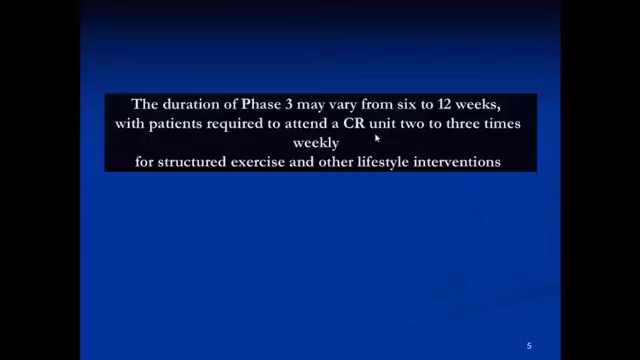 The duration of Phase 3 may vary from six to 12 weeks,
with patients required to attend a CR unit two to three times
weekly
for structured exercise and other lifestyle interventions
5